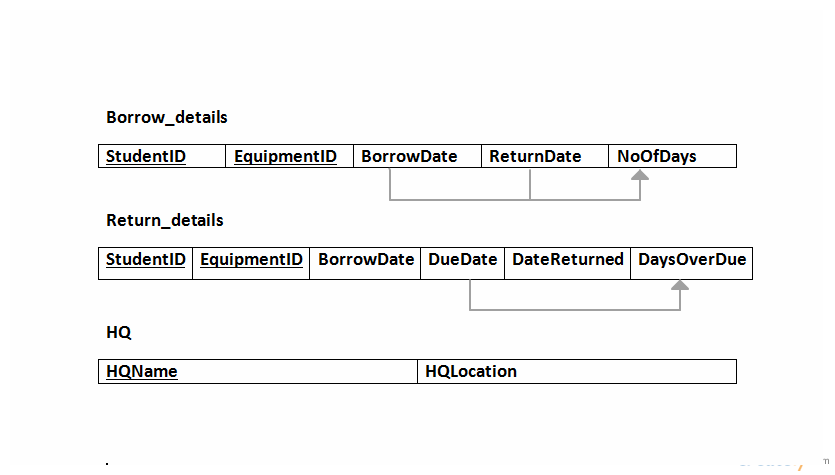 Borrow_details
StudentID EquipmentID BorrowDate ReturnDate NoOfDays
Return_details
StudentID EquipmentID BorrowDate DueDate DateReturned DaysOverDue
HQ
HQName HQLocation
.